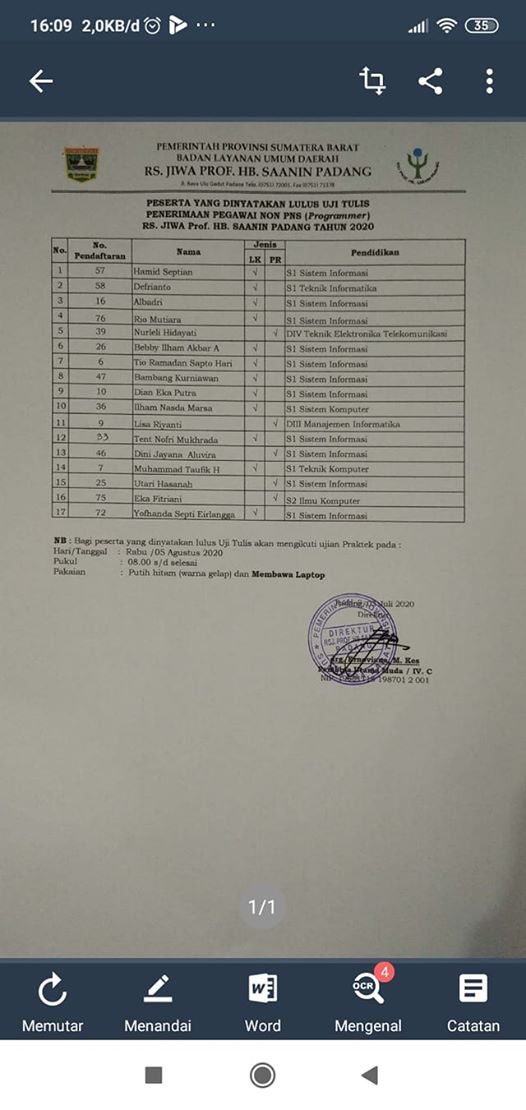 16:09 2,0KB/d ... 35
PEMERINTAH PROVINSI SUMATERA BARAT
BADAN LAYANAN UMUM DAERAH
RS. JIWA PROF. HB. SAANIN PADANG
Jl. Raya Ulu Gadut Padang Telp. (0751) 72001, Fax (0751) 71378
PESERTA YANG DINYATAKAN LULUS UJI TULIS
PENERIMAAN PEGAWAI NON PNS (Programmer)
RS. JIWA Prof. HB. SAANIN PADANG TAHUN 2020
No. No. Pendaftaran Nama Jenis LK PR Pendidikan
1 57 Hamid Septian √ S1 Sistem Informasi
2 58 Defrianto √ S1 Teknik Informatika
3 16 Albadri √ S1 Sistem Informasi
4 76 Rio Mutiara √ S1 Sistem Informasi
5 39 Nurleli Hidayati √ DIV Teknik Elektronika Telekomunikasi
6 26 Bebby Ilham Akbar A √ S1 Sistem Informasi
7 6 Tio Ramadan Sapto Hari √ S1 Sistem Informasi
8 47 Bambang Kurniawan √ S1 Sistem Informasi
9 10 Dian Eka Putra √ S1 Sistem Informasi
10 36 Ilham Nasda Marsa √ S1 Sistem Komputer
11 9 Lisa Riyanti √ DIII Manajemen Informatika
12 33 Tent Nofri Mukhrada √ S1 Sistem Informasi
13 46 Dini Jayana Aluvira √ S1 Sistem Informasi
14 7 Muhammad Taufik H √ S1 Teknik Komputer
15 25 Utari Hasanah √ S1 Sistem Informasi
16 75 Eka Fitriani √ S2 Ilmu Komputer
17 72 Yofhanda Septi Eirlangga √ S1 Sistem Informasi
NB : Bagi peserta yang dinyatakan lulus Uji Tulis akan mengikuti ujian Praktek pada :
Hari/Tanggal : Rabu /05 Agustus 2020
Pukul : 08.00 s/d selesai
Pakaian : Putih hitam (warna gelap) dan Membawa Laptop
Juli 2020
DIREKTUR
M. Kes
Muda / IV. C
198701 2 001
1/1
Memutar
Menandai
W
Word
OCR 4
Mengenal
Catatan